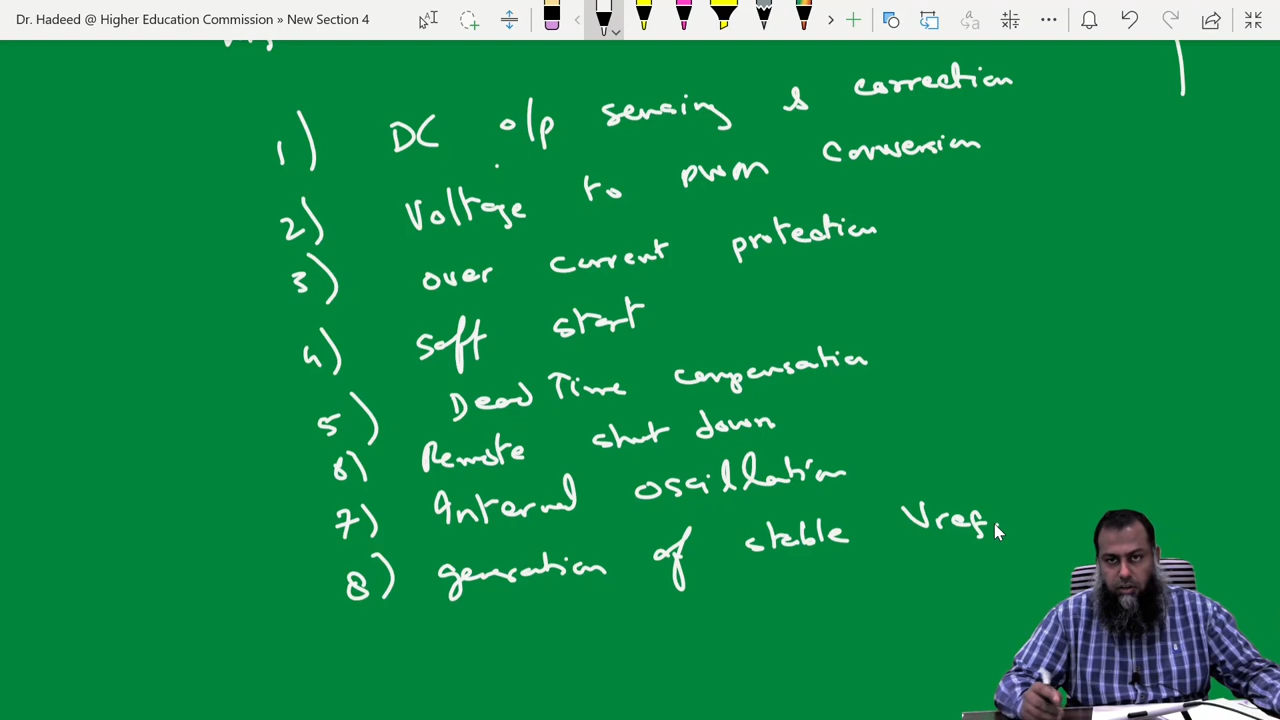 Dr. Hadeed @ Higher Education Commission » New Section 4
1) DC o/p sensing & correction
2) Voltage to PWM conversion
3) over current protection
4) Soft start
5) Dead Time compensation
6) Remote shut down
7) Internal oscillation
8) generation of stable Vref